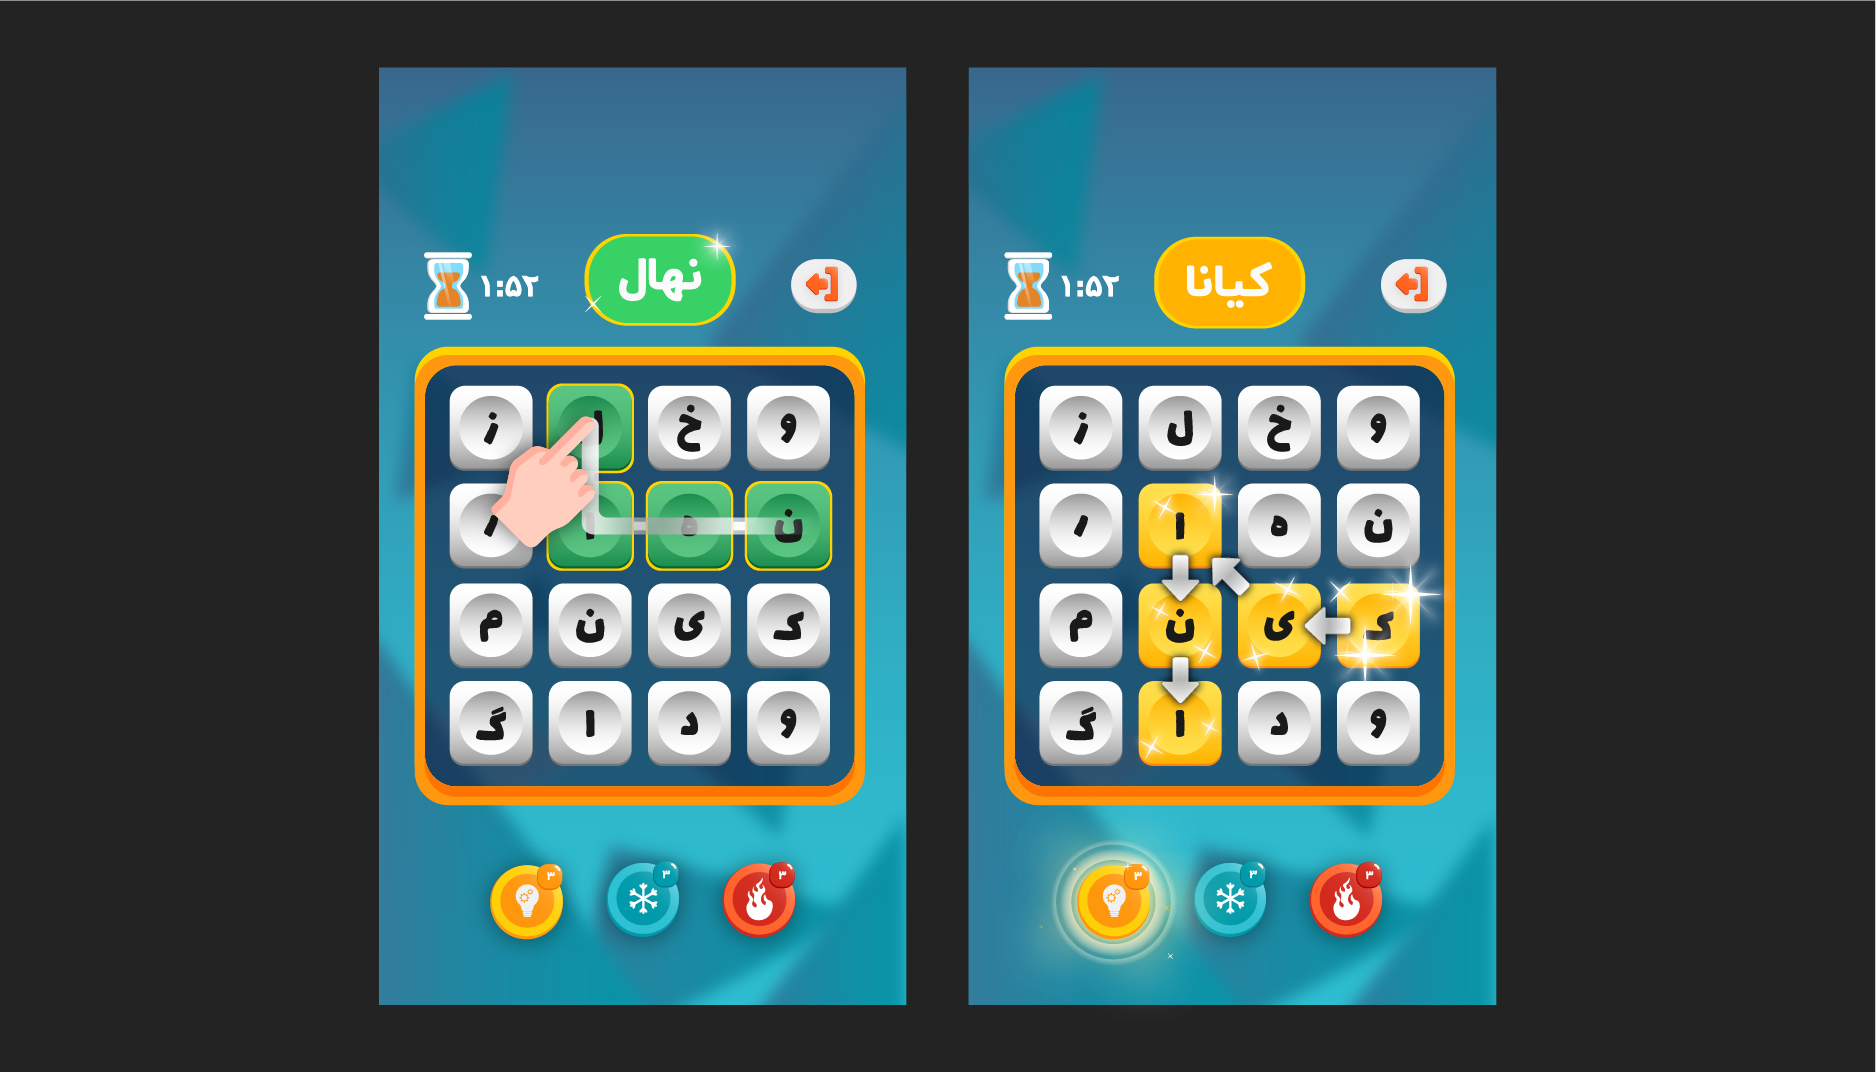 نهال
۱:۵۲
و خ ل ز
ن ه ا ر
ک ی ن م
و د ا گ
۳ ۳ ۳
کیانا
۱:۵۲
و خ ل ز
ن ه ا ر
ک ی ن م
و د ا گ
۳ ۳ ۳